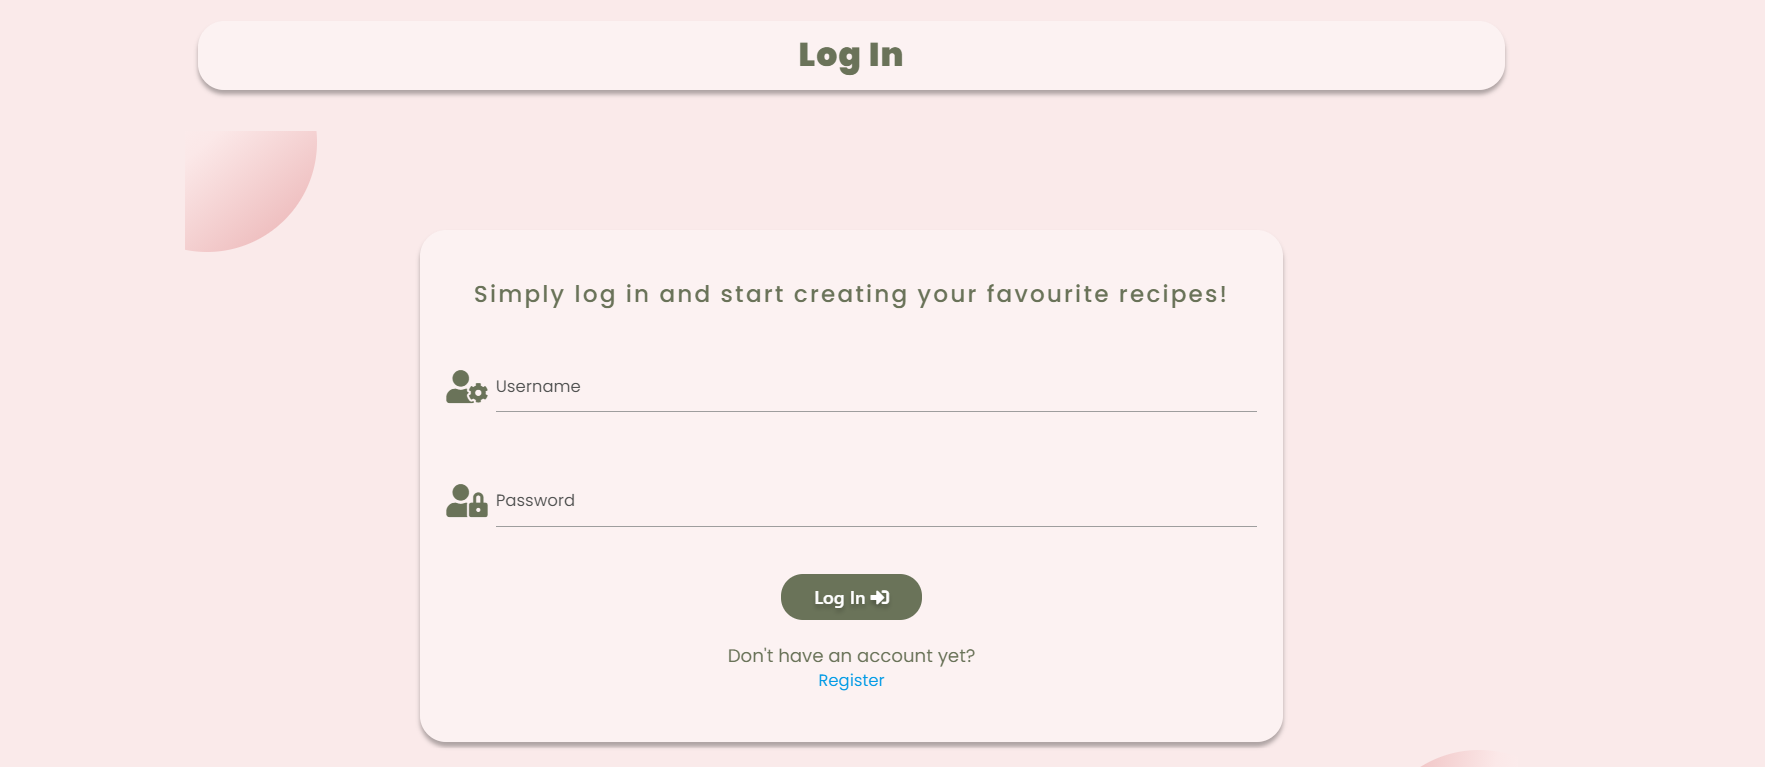 Log In
Simply log in and start creating your favourite recipes!
Username
Password
Log In
Don't have an account yet?
Register